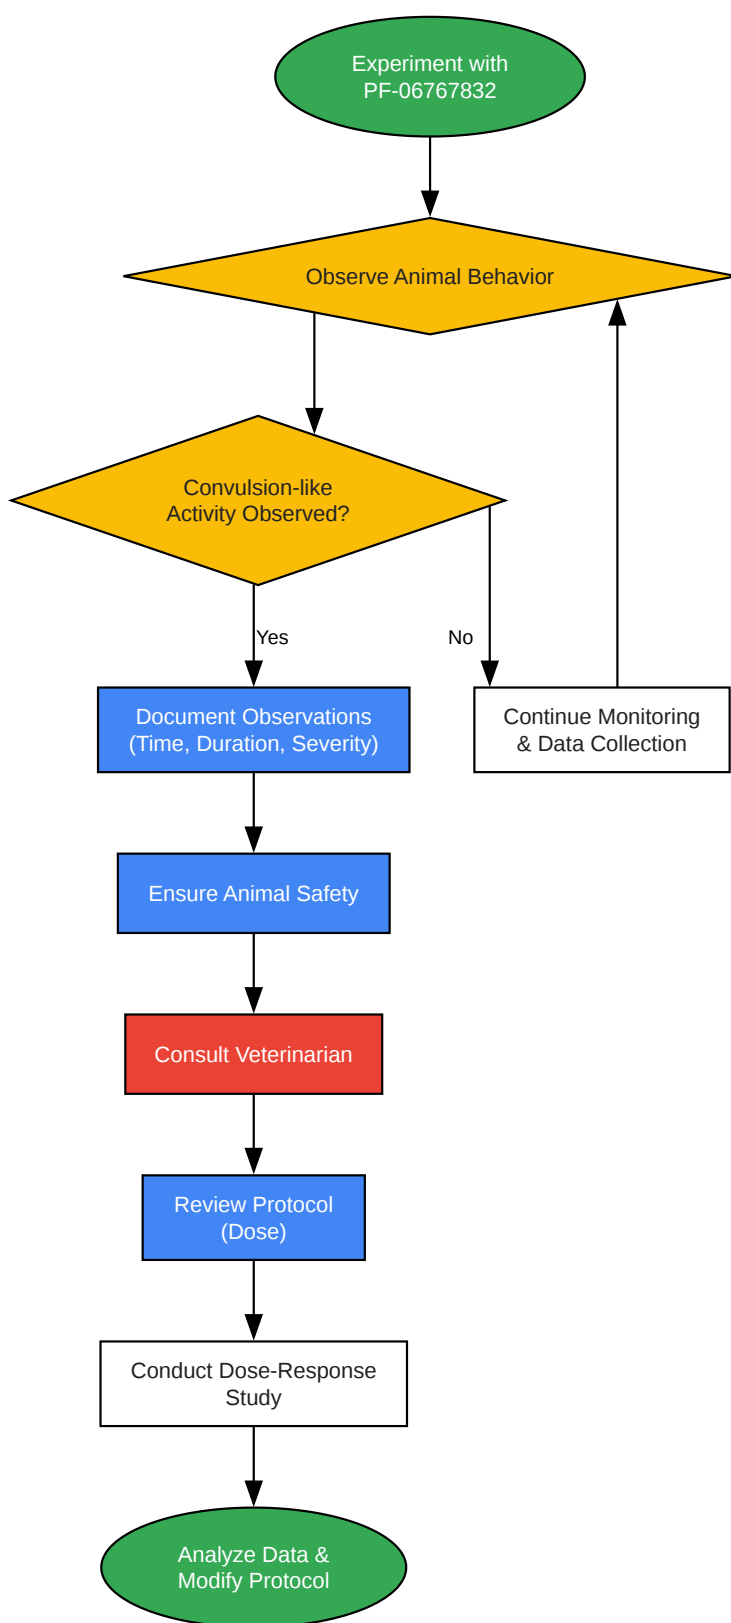 Experiment with
PF-06767832
Observe Animal Behavior
Convulsion-like
Activity Observed?
Yes
No
Document Observations
(Time, Duration, Severity)
Continue Monitoring
& Data Collection
Ensure Animal Safety
Consult Veterinarian
Review Protocol
(Dose)
Conduct Dose-Response
Study
Analyze Data &
Modify Protocol